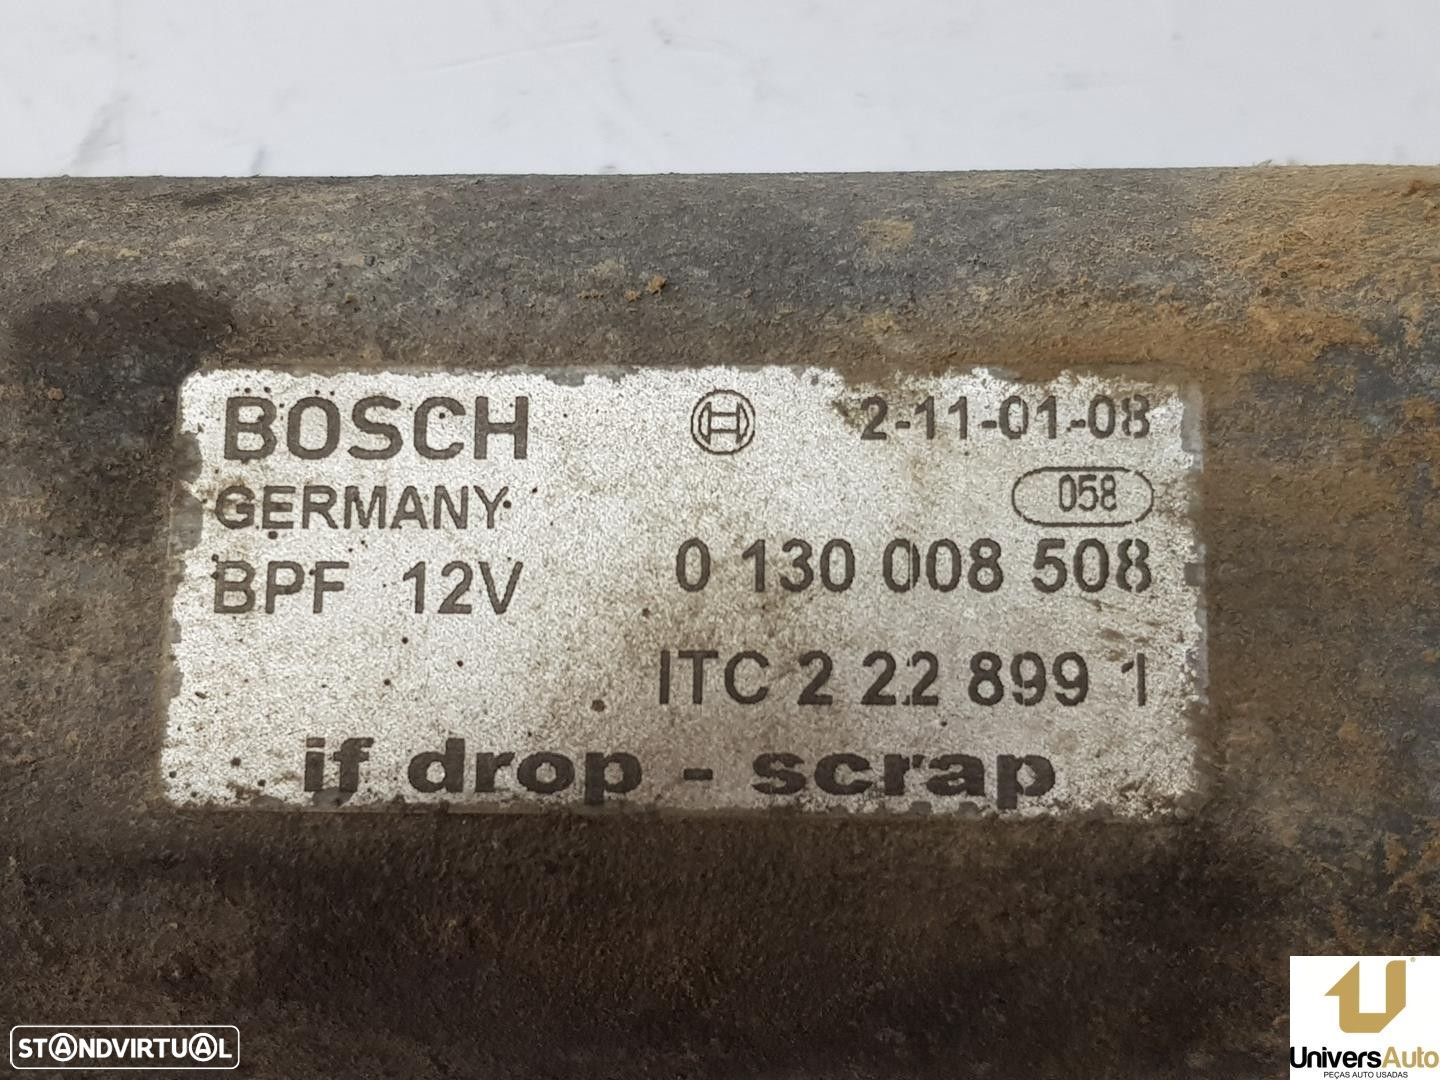 BOSCH 2-11-01-08
GERMANY 058
BPF 12V 0 130 008 508
ITC 2 22 899 1
if drop - scrap
STANDVIRTUAL
UniversAuto
PEÇAS AUTO USADAS